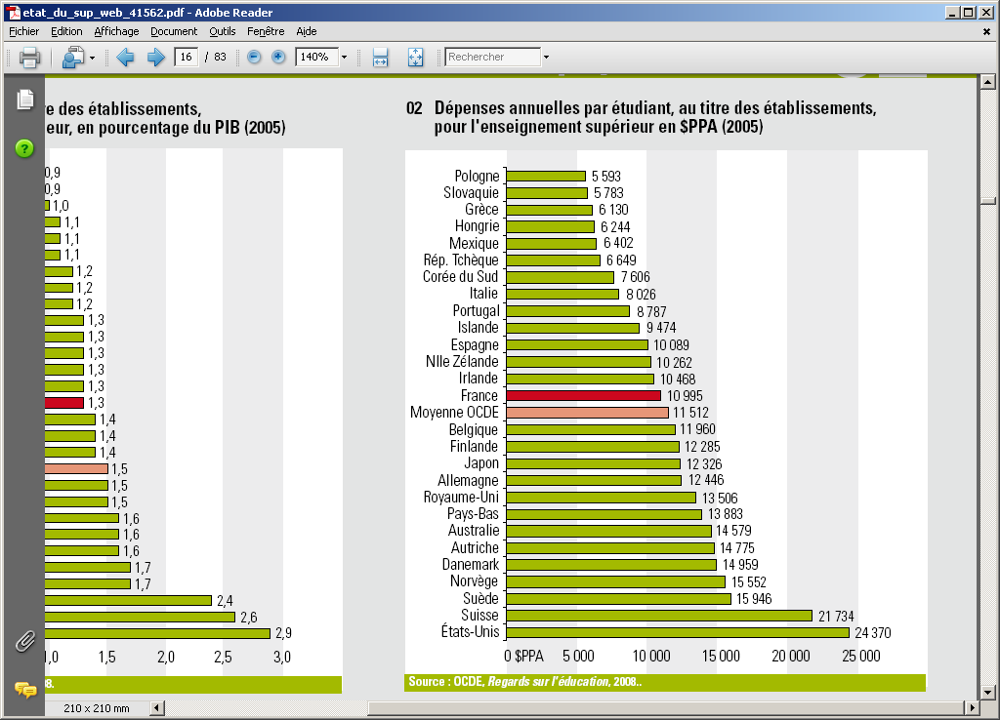 etat_du_sup_web_41562.pdf - Adobe Reader
Fichier Edition Affichage Document Outils Fenêtre Aide
16 / 83 140% Rechercher
re des établissements,
eur, en pourcentage du PIB (2005)
0,9
0,9
1,0
1,1
1,1
1,1
1,2
1,2
1,2
1,3
1,3
1,3
1,3
1,3
1,3
1,4
1,4
1,4
1,5
1,5
1,5
1,6
1,6
1,6
1,7
1,7
2,4
2,6
2,9
1,0 1,5 2,0 2,5 3,0
08.
02 Dépenses annuelles par étudiant, au titre des établissements,
pour l'enseignement supérieur en $PPA (2005)
Pologne 5 593
Slovaquie 5 783
Grèce 6 130
Hongrie 6 244
Mexique 6 402
Rép. Tchèque 6 649
Corée du Sud 7 606
Italie 8 026
Portugal 8 787
Islande 9 474
Espagne 10 089
Nlle Zélande 10 262
Irlande 10 468
France 10 995
Moyenne OCDE 11 512
Belgique 11 960
Finlande 12 285
Japon 12 326
Allemagne 12 446
Royaume-Uni 13 506
Pays-Bas 13 883
Australie 14 579
Autriche 14 775
Danemark 14 959
Norvège 15 552
Suède 15 946
Suisse 21 734
États-Unis 24 370
0 $PPA 5 000 10 000 15 000 20 000 25 000
Source : OCDE, Regards sur l'éducation, 2008..
210 x 210 mm